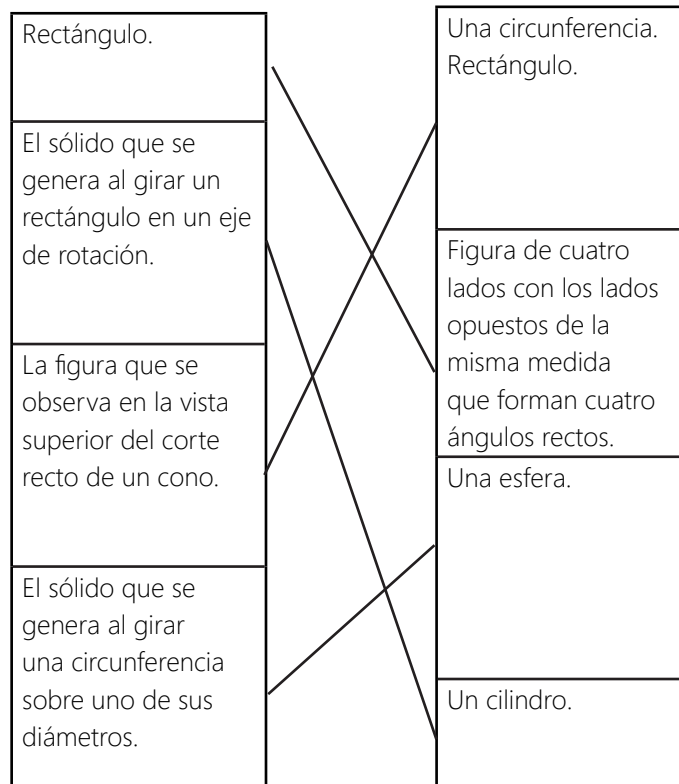 Rectángulo.
El sólido que se
genera al girar un
rectángulo en un eje
de rotación.
La figura que se
observa en la vista
superior del corte
recto de un cono.
El sólido que se
genera al girar
una circunferencia
sobre uno de sus
diámetros.
Una circunferencia.
Rectángulo.
Figura de cuatro
lados con los lados
opuestos de la
misma medida
que forman cuatro
ángulos rectos.
Una esfera.
Un cilindro.